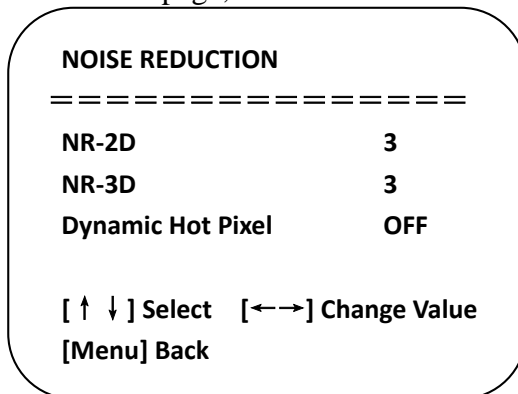 NOISE REDUCTION
===============
NR-2D 3
NR-3D 3
Dynamic Hot Pixel OFF
[↑ ↓] Select [←→] Change Value
[Menu] Back